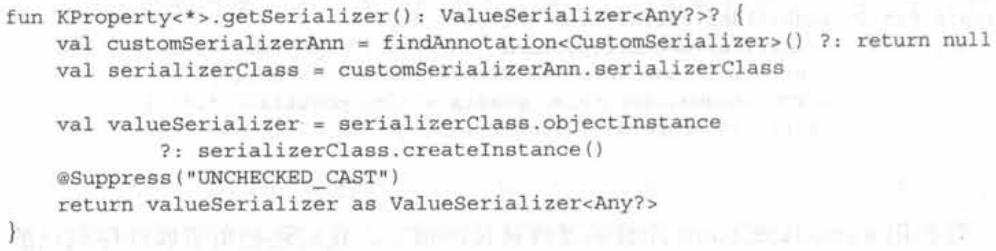 fun KProperty<*>.getSerializer(): ValueSerializer<Any?>? {
    val customSerializerAnn = findAnnotation<CustomSerializer>() ?: return null
    val serializerClass = customSerializerAnn.serializerClass
    val valueSerializer = serializerClass.objectInstance
            ?: serializerClass.createInstance()
    @Suppress("UNCHECKED_CAST")
    return valueSerializer as ValueSerializer<Any?>
}